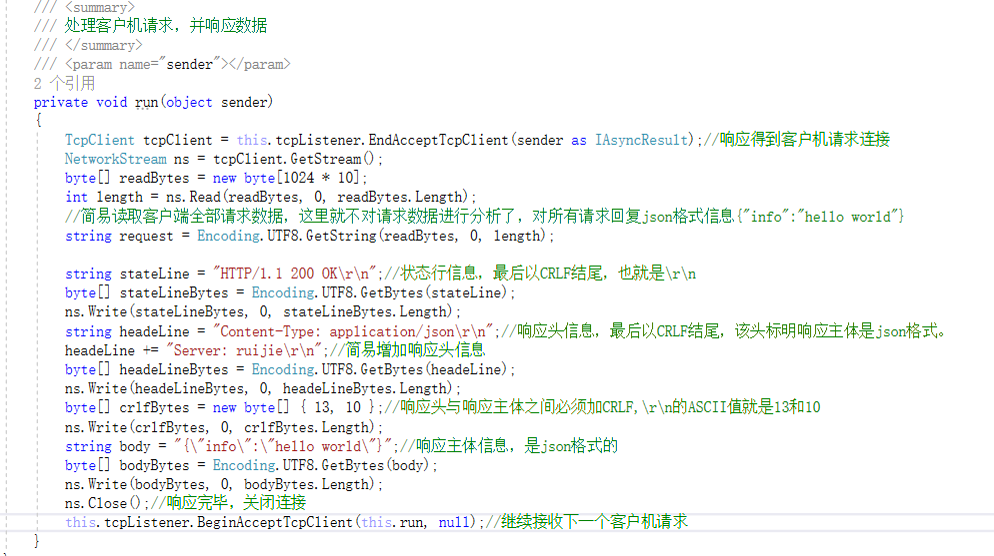 /// <summary>
/// 处理客户机请求，并响应数据
/// </summary>
/// <param name="sender"></param>
2 个引用
private void run(object sender)
{
TcpClient tcpClient = this.tcpListener.EndAcceptTcpClient(sender as IAsyncResult);//响应得到客户机请求连接
NetworkStream ns = tcpClient.GetStream();
byte[] readBytes = new byte[1024 * 10];
int length = ns.Read(readBytes, 0, readBytes.Length);
//简易读取客户端全部请求数据，这里就不对请求数据进行分析了，对所有请求回复json格式信息{"info":"hello world"}
string request = Encoding.UTF8.GetString(readBytes, 0, length);
string stateLine = "HTTP/1.1 200 OK\r\n";//状态行信息，最后以CRLF结尾，也就是\r\n
byte[] stateLineBytes = Encoding.UTF8.GetBytes(stateLine);
ns.Write(stateLineBytes, 0, stateLineBytes.Length);
string headeLine = "Content-Type: application/json\r\n";//响应头信息，最后以CRLF结尾，该头标明响应主体是json格式。
headeLine += "Server: ruijie\r\n";//简易增加响应头信息
byte[] headeLineBytes = Encoding.UTF8.GetBytes(headeLine);
ns.Write(headeLineBytes, 0, headeLineBytes.Length);
byte[] crlfBytes = new byte[] { 13, 10 };//响应头与响应主体之间必须加CRLF,\r\n的ASCII值就是13和10
ns.Write(crlfBytes, 0, crlfBytes.Length);
string body = "{\"info\":\"hello world\"}";//响应主体信息，是json格式的
byte[] bodyBytes = Encoding.UTF8.GetBytes(body);
ns.Write(bodyBytes, 0, bodyBytes.Length);
ns.Close();//响应完毕，关闭连接
this.tcpListener.BeginAcceptTcpClient(this.run, null);//继续接收下一个客户机请求
}